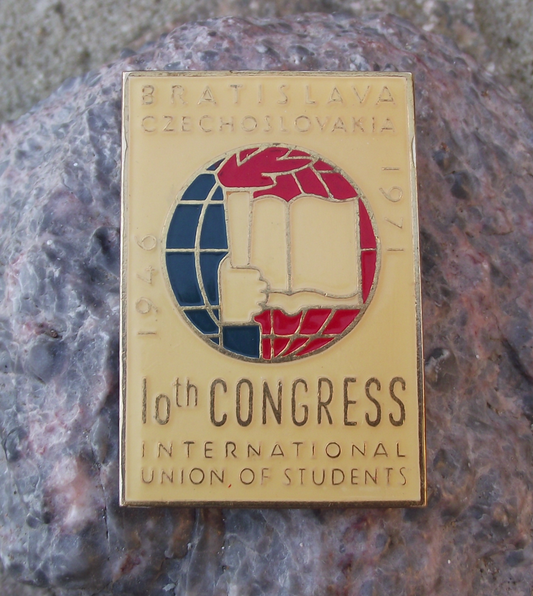 BRATISLAVA
CZECHOSLOVAKIA
1946
1971
10th CONGRESS
INTERNATIONAL
UNION, OF STUDENTS